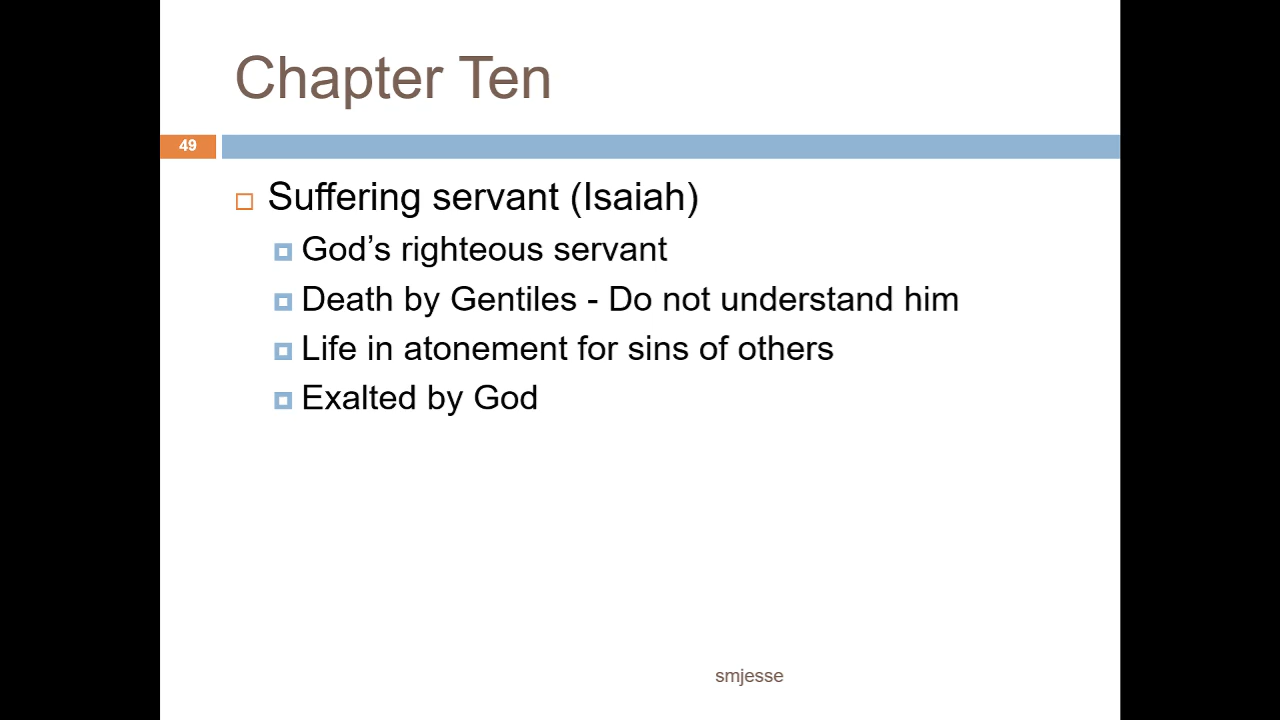 Chapter Ten
49
Suffering servant (Isaiah)
God’s righteous servant
Death by Gentiles - Do not understand him
Life in atonement for sins of others
Exalted by God
smjesse